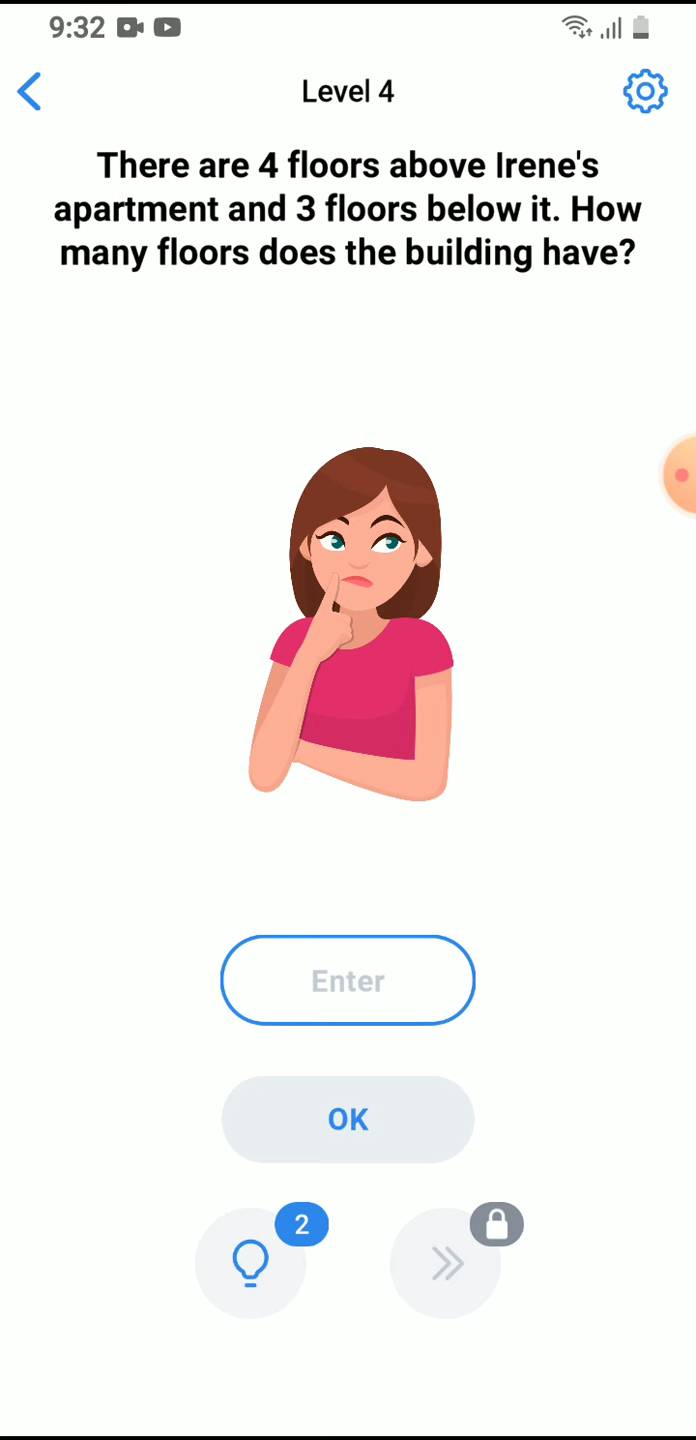 9:32
Level 4
There are 4 floors above Irene's
apartment and 3 floors below it. How
many floors does the building have?
Enter
OK
2